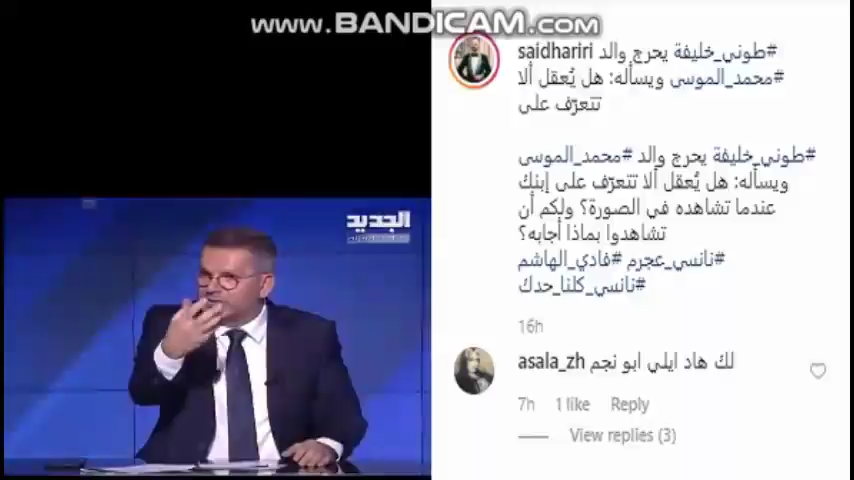 WWW.BANDICAM.COM
الجديد
saidhariri #طوني_خليفة يحرج والد
#محمد_الموسى ويسأله: هل يُعقل ألا
تتعرّف على
#طوني_خليفة يحرج والد #محمد_الموسى
ويسأله: هل يُعقل ألا تتعرّف على إبنك
عندما تشاهده في الصورة؟ ولكم أن
تشاهدوا بماذا أجابه؟
#نانسي_عجرم #فادي_الهاشم
#نانسي_كلنا_حدك
16h
asala_zh لك هاد ايلي ابو نجم
7h 1 like Reply
View replies (3)